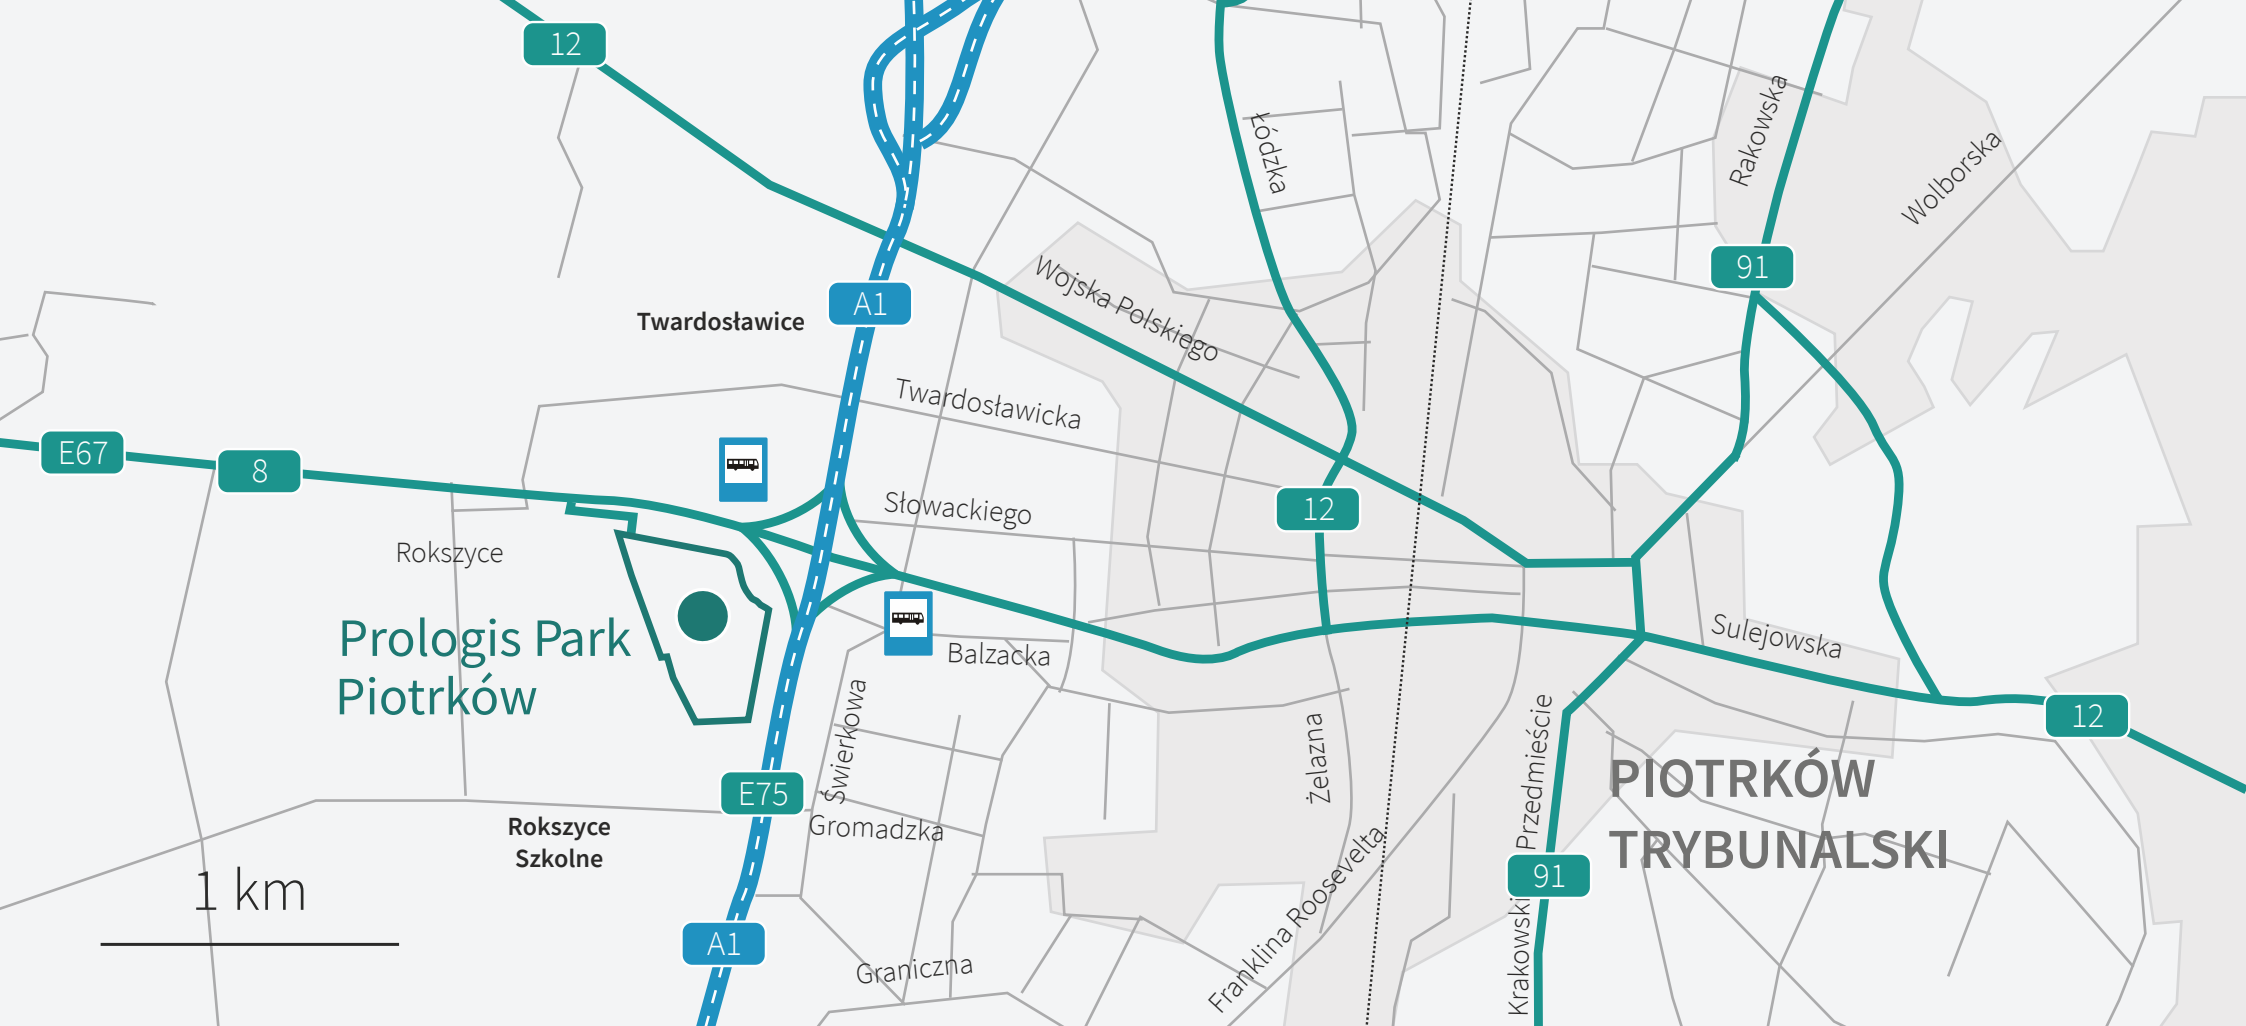 12
Łódzka
Rakowska
Wolborska
91
Wojska Polskiego
A1
Twardosławice
Twardosławicka
E67
8
Słowackiego
12
Rokszyce
Prologis Park
Piotrków
Balzacka
Sulejowska
Świerkowa
Żelazna
12
PIOTRKÓW
TRYBUNALSKI
E75
Gromadzka
Rokszyce
Szkolne
Franklina Roosevelta
Krakowskie Przedmieście
91
1 km
A1
Graniczna